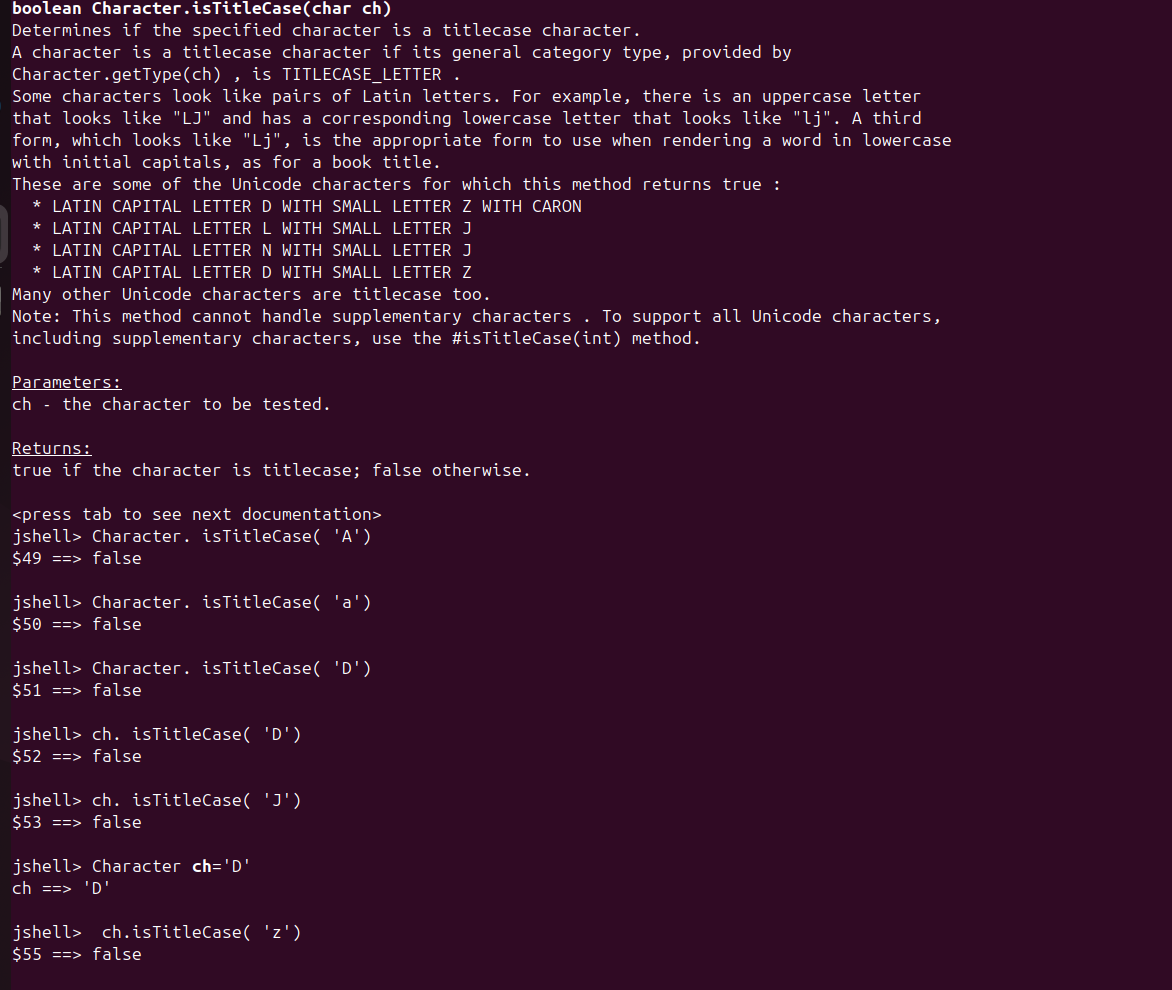 boolean Character.isTitleCase(char ch)
Determines if the specified character is a titlecase character.
A character is a titlecase character if its general category type, provided by
Character.getType(ch) , is TITLECASE_LETTER .
Some characters look like pairs of Latin letters. For example, there is an uppercase letter
that looks like "LJ" and has a corresponding lowercase letter that looks like "lj". A third
form, which looks like "Lj", is the appropriate form to use when rendering a word in lowercase
with initial capitals, as for a book title.
These are some of the Unicode characters for which this method returns true :
  * LATIN CAPITAL LETTER D WITH SMALL LETTER Z WITH CARON
  * LATIN CAPITAL LETTER L WITH SMALL LETTER J
  * LATIN CAPITAL LETTER N WITH SMALL LETTER J
  * LATIN CAPITAL LETTER D WITH SMALL LETTER Z
Many other Unicode characters are titlecase too.
Note: This method cannot handle supplementary characters . To support all Unicode characters,
including supplementary characters, use the #isTitleCase(int) method.
Parameters:
ch - the character to be tested.
Returns:
true if the character is titlecase; false otherwise.
<press tab to see next documentation>
jshell> Character. isTitleCase( 'A')
$49 ==> false
jshell> Character. isTitleCase( 'a')
$50 ==> false
jshell> Character. isTitleCase( 'D')
$51 ==> false
jshell> ch. isTitleCase( 'D')
$52 ==> false
jshell> ch. isTitleCase( 'J')
$53 ==> false
jshell> Character ch='D'
ch ==> 'D'
jshell>  ch.isTitleCase( 'z')
$55 ==> false